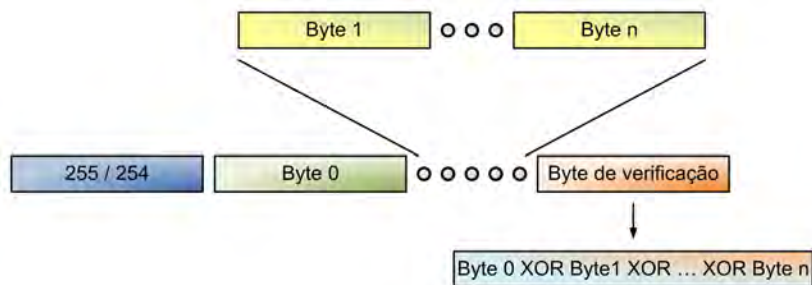 Byte 1
Byte n
255 / 254
Byte 0
Byte de verificação
Byte 0 XOR Byte1 XOR … XOR Byte n